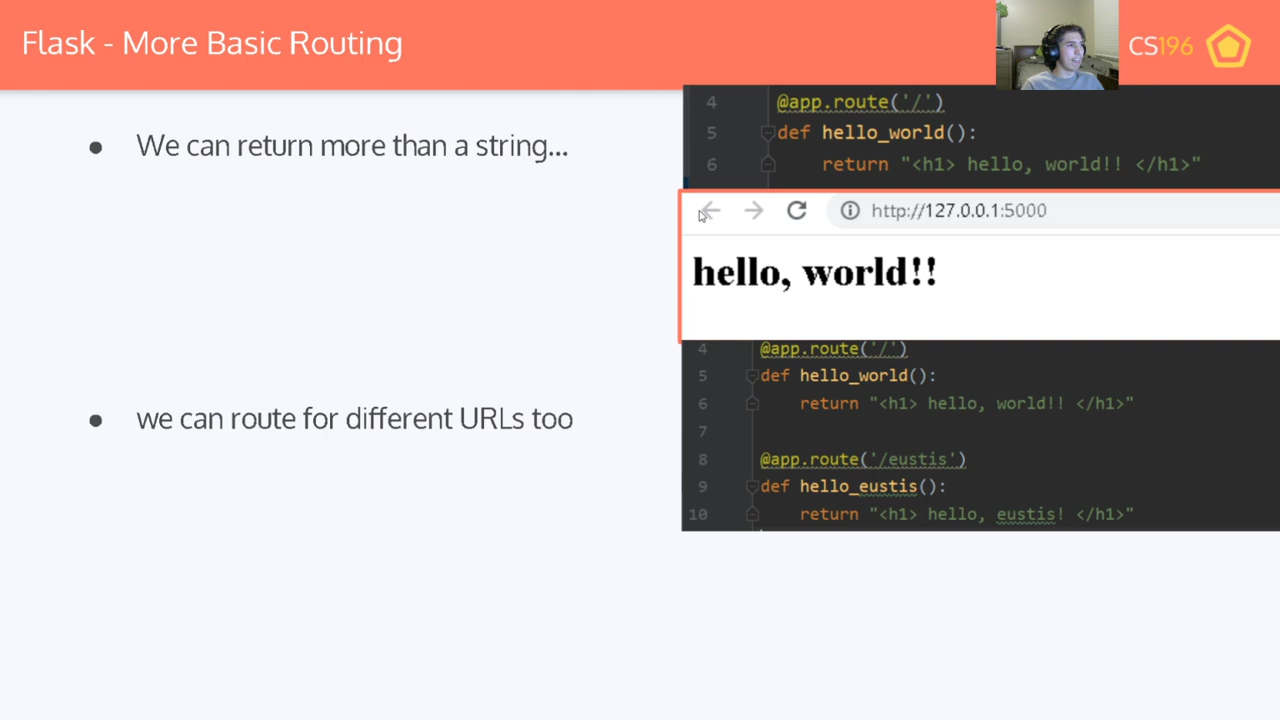 Flask - More Basic Routing
CS196
We can return more than a string...
4 @app.route('/')
5 def hello_world():
6 return "<h1> hello, world!! </h1>"
http://127.0.0.1:5000
hello, world!!
we can route for different URLs too
4 @app.route('/')
5 def hello_world():
6 return "<h1> hello, world!! </h1>"
7
8 @app.route('/eustis')
9 def hello_eustis():
10 return "<h1> hello, eustis! </h1>"